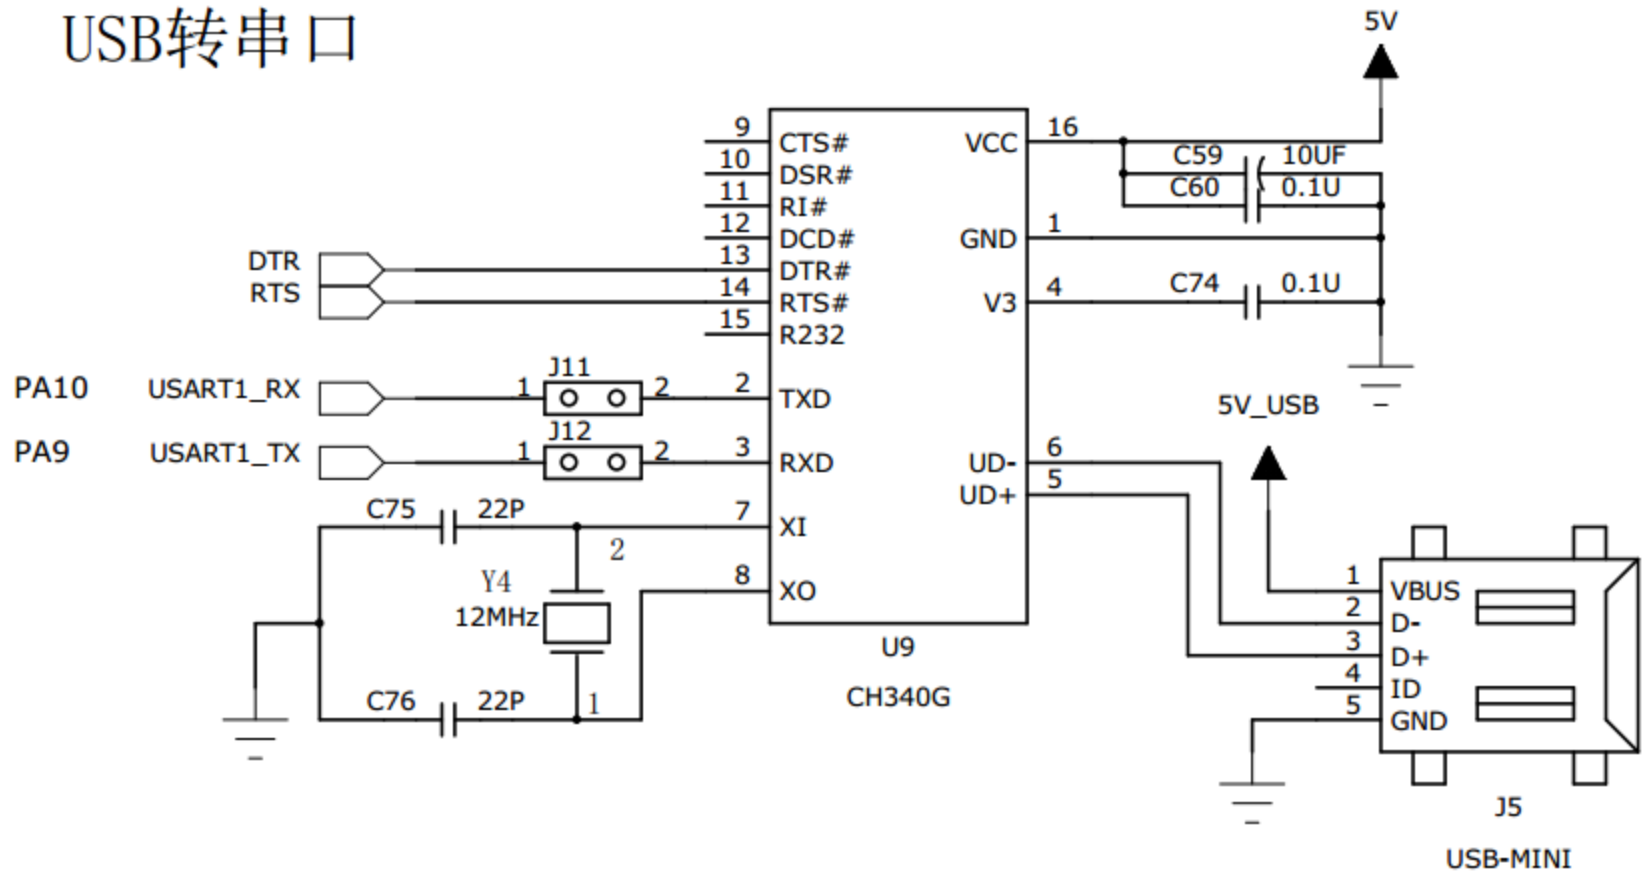 USB转串口
5V
9 CTS#
10 DSR#
11 RI#
12 DCD#
DTR 13 DTR#
RTS 14 RTS#
15 R232
VCC 16
C59 10UF
C60 0.1U
GND 1
V3 4 C74 0.1U
J11
PA10 USART1_RX 1 2 2 TXD
J12
PA9 USART1_TX 1 2 3 RXD
C75 22P 7 XI
2
Y4
12MHz
8 XO
C76 22P 1
UD- 6
UD+ 5
U9
CH340G
5V_USB
1 VBUS
2 D-
3 D+
4 ID
5 GND
J5
USB-MINI